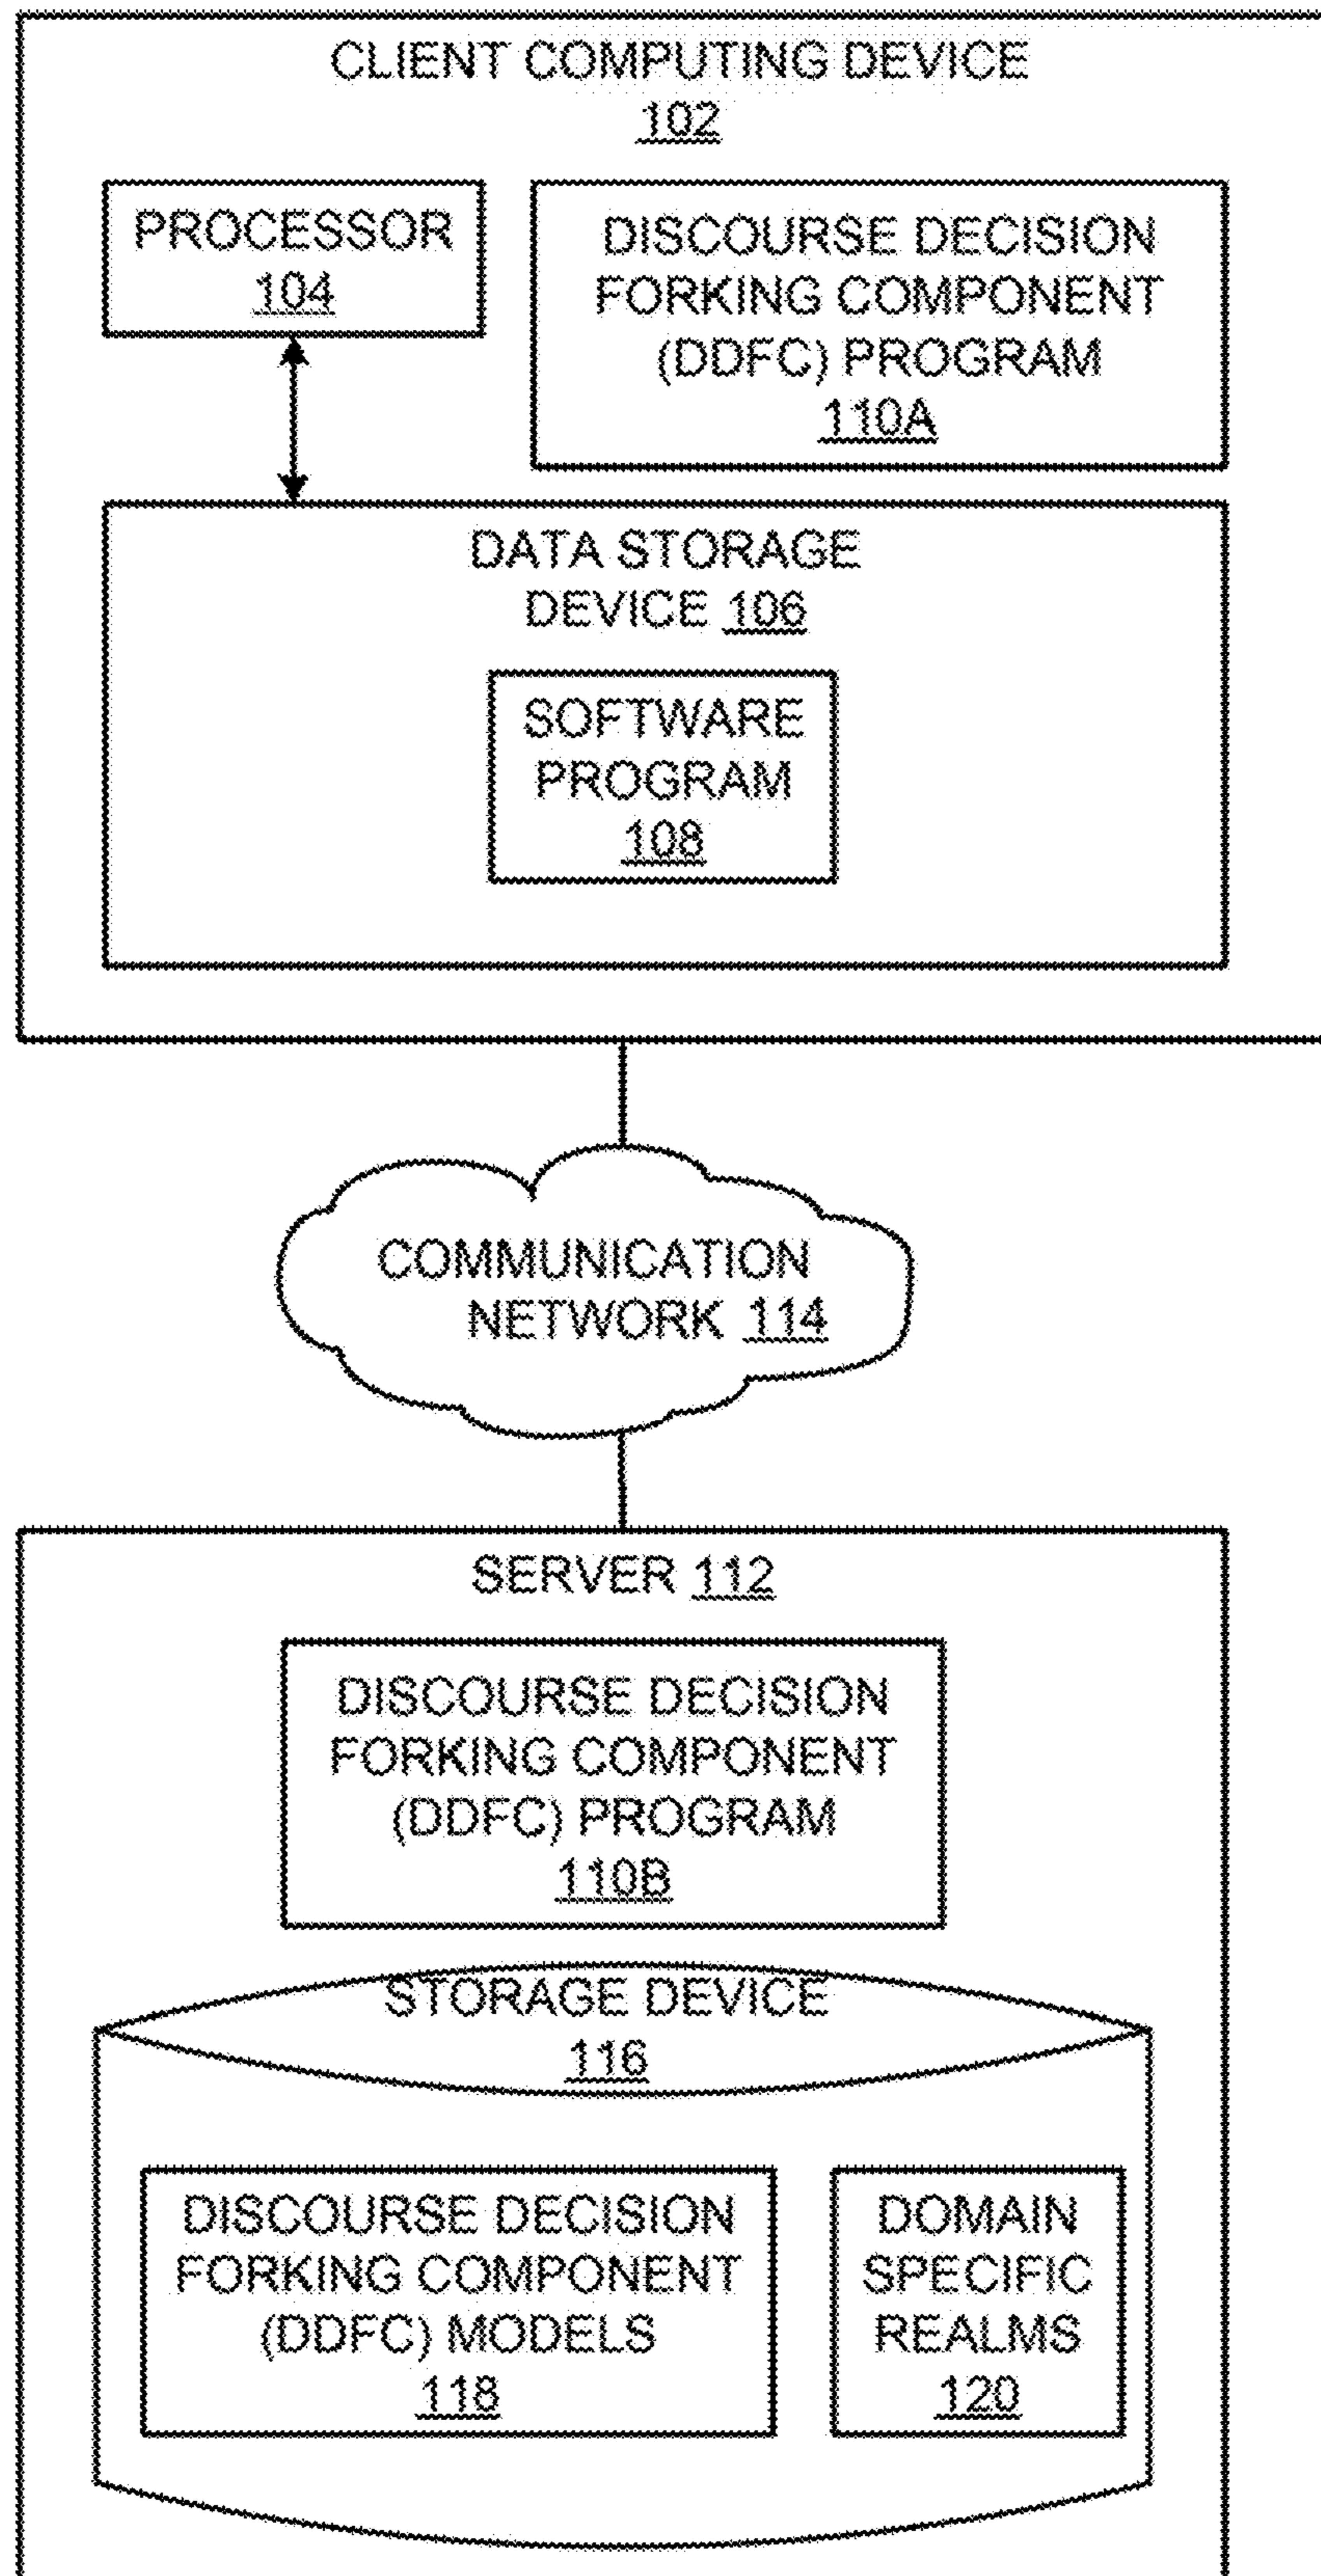 CLIENT COMPUTING DEVICE
102
PROCESSOR
104
DISCOURSE DECISION
FORKING COMPONENT
(DDFC) PROGRAM
110A
DATA STORAGE
DEVICE 106
SOFTWARE
PROGRAM
108
COMMUNICATION
NETWORK 114
SERVER 112
DISCOURSE DECISION
FORKING COMPONENT
(DDFC) PROGRAM
110B
STORAGE DEVICE
116
DISCOURSE DECISION
FORKING COMPONENT
(DDFC) MODELS
118
DOMAIN
SPECIFIC
REALMS
120